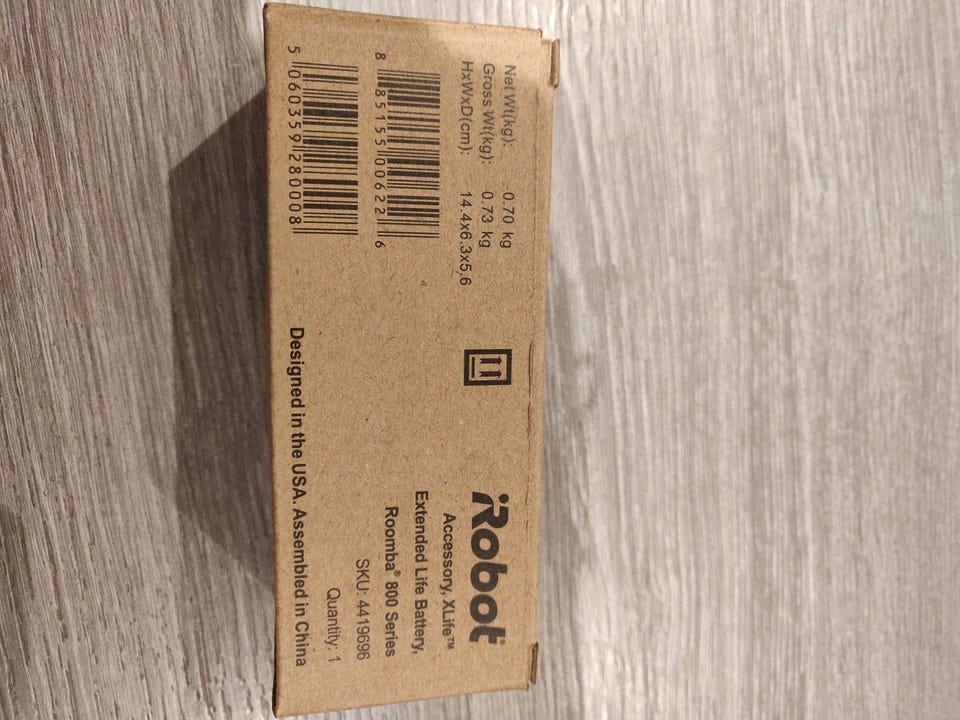 Net Wt(kg): 0.70 kg
Gross Wt(kg): 0.73 kg
HxWxD(cm): 14.4x6.3x5.6
8 85155 00622 6
5 060359 280008
iRobot®
Accessory, XLife™
Extended Life Battery,
Roomba® 800 Series
SKU: 4419696
Quantity: 1
Designed in the USA. Assembled in China